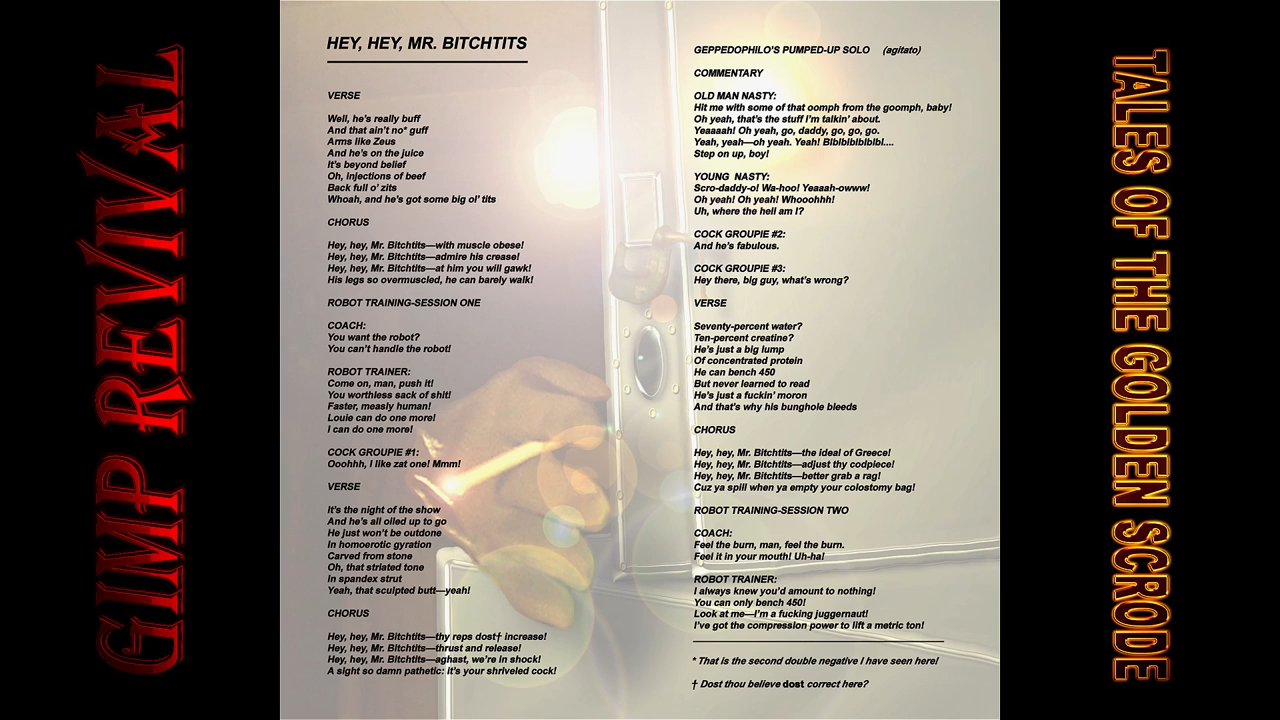 GIMP REVIVAL
HEY, HEY, MR. BITCHTITS
VERSE
Well, he's really buff
And that ain't no* guff
Arms like Zeus
And he's on the juice
It's beyond belief
Oh, injections of beef
Back full o' zits
Whoah, and he's got some big ol' tits
CHORUS
Hey, hey, Mr. Bitchtits—with muscle obese!
Hey, hey, Mr. Bitchtits—admire his crease!
Hey, hey, Mr. Bitchtits—at him you will gawk!
His legs so overmuscled, he can barely walk!
ROBOT TRAINING-SESSION ONE
COACH:
You want the robot?
You can't handle the robot!
ROBOT TRAINER:
Come on, man, push it!
You worthless sack of shit!
Faster, measly human!
Louie can do one more!
I can do one more!
COCK GROUPIE #1:
Ooohhh, I like zat one! Mmm!
VERSE
It's the night of the show
And he's all oiled up to go
He just won't be outdone
In homoerotic gyration
Carved from stone
Oh, that striated tone
In spandex strut
Yeah, that sculpted butt—yeah!
CHORUS
Hey, hey, Mr. Bitchtits—thy reps dost† increase!
Hey, hey, Mr. Bitchtits—thrust and release!
Hey, hey, Mr. Bitchtits—aghast, we're in shock!
A sight so damn pathetic: it's your shriveled cock!
GEPPEDOPHILO'S PUMPED-UP SOLO (agitato)
COMMENTARY
OLD MAN NASTY:
Hit me with some of that oomph from the goomph, baby!
Oh yeah, that's the stuff I'm talkin' about.
Yeaaaah! Oh yeah, go, daddy, go, go, go.
Yeah, yeah—oh yeah. Yeah! Blblblblblblbl....
Step on up, boy!
YOUNG NASTY:
Scro-daddy-o! Wa-hoo! Yeaaah-owww!
Oh yeah! Oh yeah! Whooohhh!
Uh, where the hell am I?
COCK GROUPIE #2:
And he's fabulous.
COCK GROUPIE #3:
Hey there, big guy, what's wrong?
VERSE
Seventy-percent water?
Ten-percent creatine?
He's just a big lump
Of concentrated protein
He can bench 450
But never learned to read
He's just a fuckin' moron
And that's why his bunghole bleeds
CHORUS
Hey, hey, Mr. Bitchtits—the ideal of Greece!
Hey, hey, Mr. Bitchtits—adjust thy codpiece!
Hey, hey, Mr. Bitchtits—better grab a rag!
Cuz ya spill when ya empty your colostomy bag!
ROBOT TRAINING-SESSION TWO
COACH:
Feel the burn, man, feel the burn.
Feel it in your mouth! Uh-ha!
ROBOT TRAINER:
I always knew you'd amount to nothing!
You can only bench 450!
Look at me—I'm a fucking juggernaut!
I've got the compression power to lift a metric ton!
* That is the second double negative I have seen here!
† Dost thou believe dost correct here?
TALES OF THE GOLDEN SCRODE